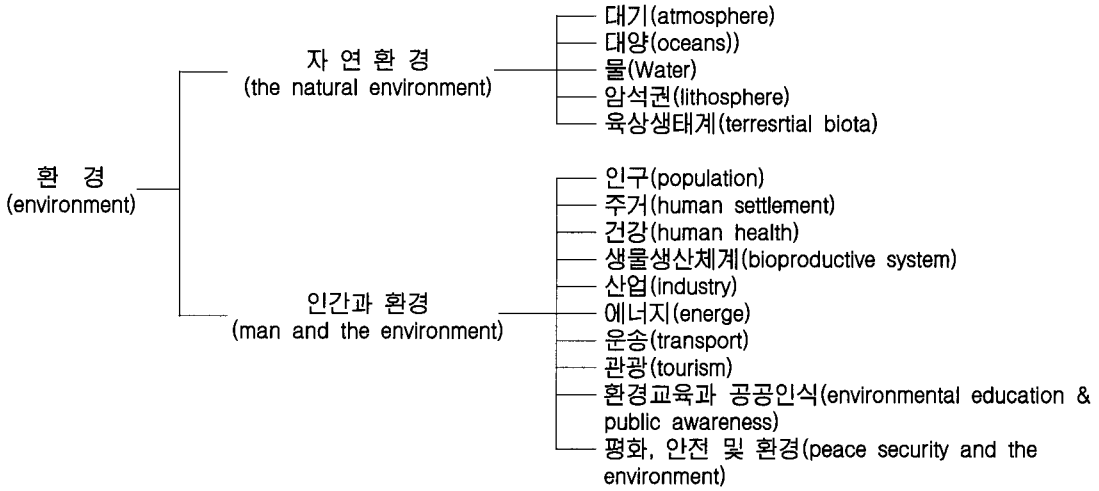 환 경
(environment)
자 연 환 경
(the natural environment)
대기(atmosphere)
대양(oceans))
물(Water)
암석권(lithosphere)
육상생태계(terresrtial biota)
인간과 환경
(man and the environment)
인구(population)
주거(human settlement)
건강(human health)
생물생산체계(bioproductive system)
산업(industry)
에너지(energe)
운송(transport)
관광(tourism)
환경교육과 공공인식(environmental education &
public awareness)
평화, 안전 및 환경(peace security and the
environment)